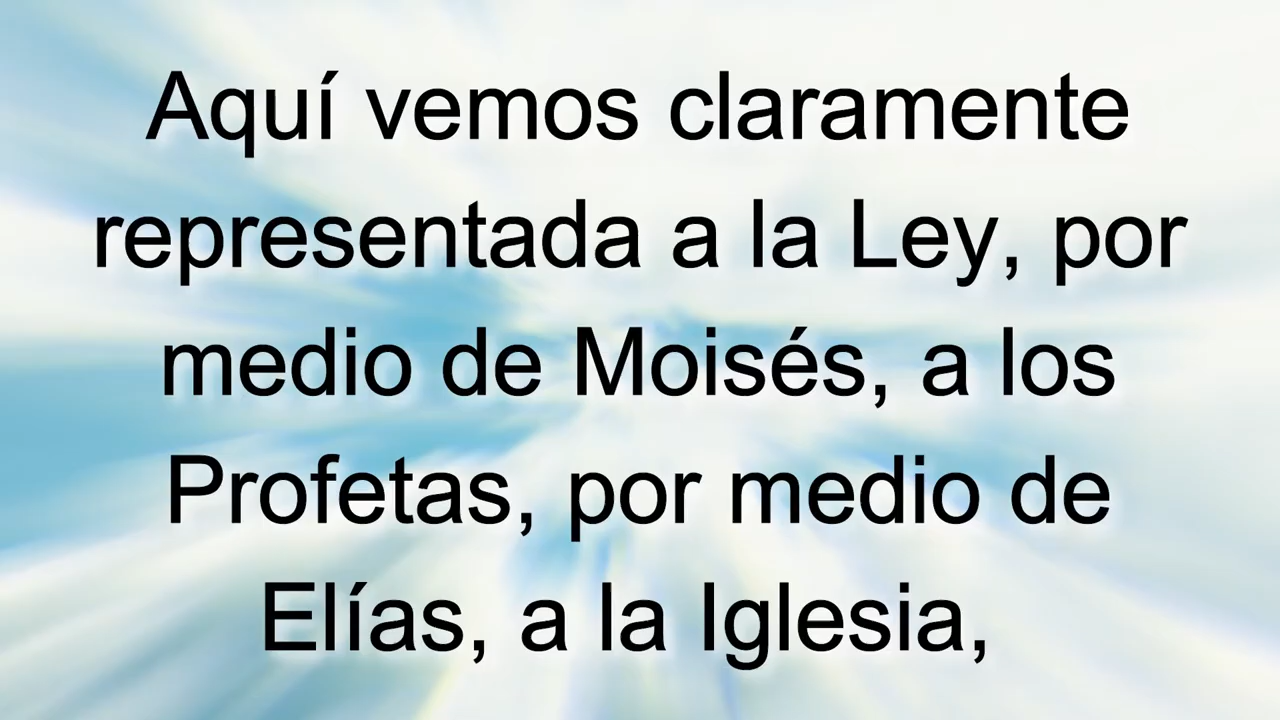 Aquí vemos claramente
representada a la Ley, por
medio de Moisés, a los
Profetas, por medio de
Elías, a la Iglesia,